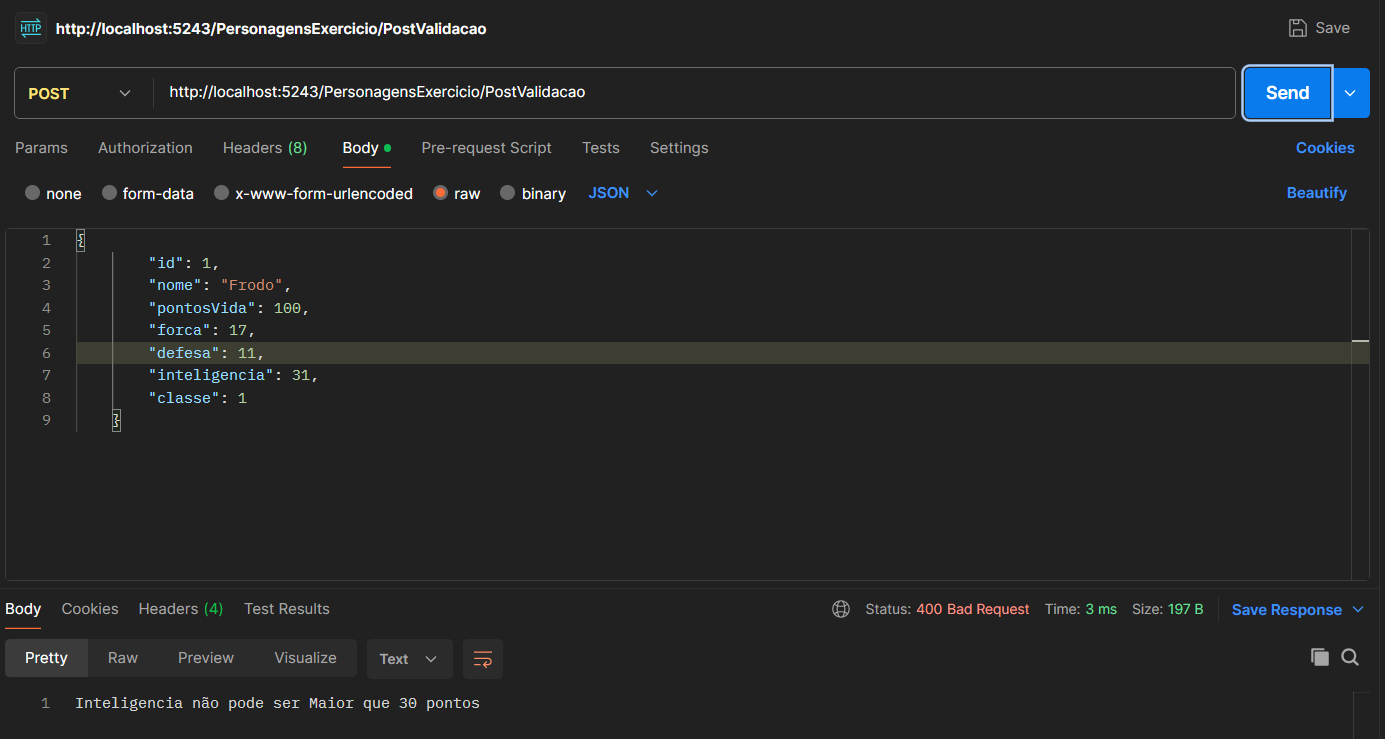 HTTP http://localhost:5243/PersonagensExercicio/PostValidacao Save
POST http://localhost:5243/PersonagensExercicio/PostValidacao Send
Params Authorization Headers (8) Body Pre-request Script Tests Settings Cookies
none form-data x-www-form-urlencoded raw binary JSON Beautify
1 {
2 "id": 1,
3 "nome": "Frodo",
4 "pontosVida": 100,
5 "forca": 17,
6 "defesa": 11,
7 "inteligencia": 31,
8 "classe": 1
9 }
Body Cookies Headers (4) Test Results Status: 400 Bad Request Time: 3 ms Size: 197 B Save Response
Pretty Raw Preview Visualize Text
1 Inteligencia não pode ser Maior que 30 pontos